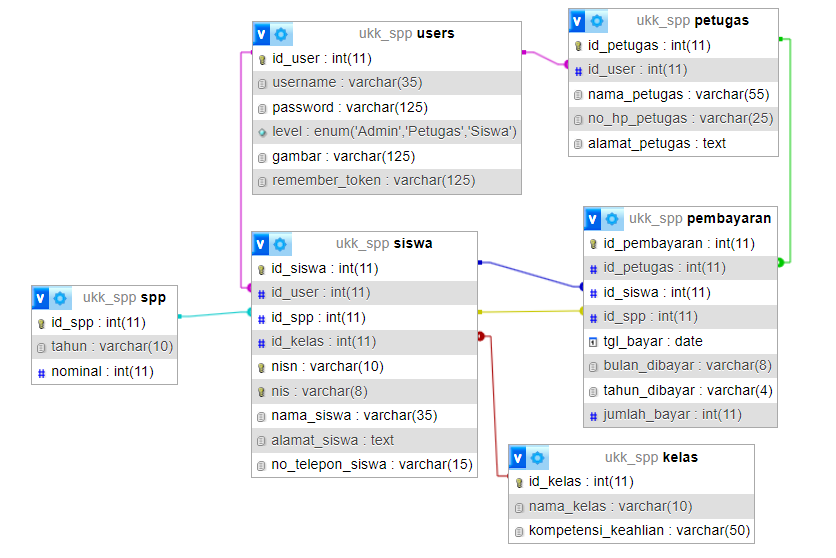 v ukk_spp users
id_user : int(11)
username : varchar(35)
password : varchar(125)
level : enum('Admin','Petugas','Siswa')
gambar : varchar(125)
remember_token : varchar(125)
v ukk_spp petugas
id_petugas : int(11)
# id_user : int(11)
nama_petugas : varchar(55)
no_hp_petugas : varchar(25)
alamat_petugas : text
v ukk_spp siswa
id_siswa : int(11)
# id_user : int(11)
# id_spp : int(11)
# id_kelas : int(11)
nisn : varchar(10)
nis : varchar(8)
nama_siswa : varchar(35)
alamat_siswa : text
no_telepon_siswa : varchar(15)
v ukk_spp pembayaran
id_pembayaran : int(11)
# id_petugas : int(11)
# id_siswa : int(11)
# id_spp : int(11)
tgl_bayar : date
bulan_dibayar : varchar(8)
tahun_dibayar : varchar(4)
# jumlah_bayar : int(11)
v ukk_spp spp
id_spp : int(11)
tahun : varchar(10)
# nominal : int(11)
v ukk_spp kelas
id_kelas : int(11)
nama_kelas : varchar(10)
kompetensi_keahlian : varchar(50)